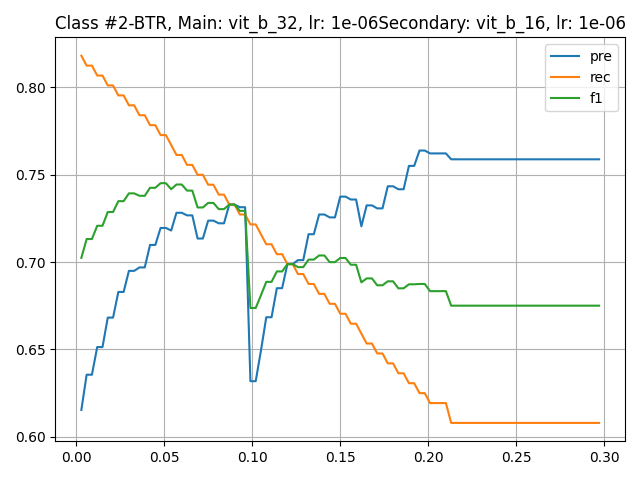 Class #2-BTR, Main: vit_b_32, lr: 1e-06Secondary: vit_b_16, lr: 1e-06
pre
rec
f1
0.80
0.75
0.70
0.65
0.60
0.00 0.05 0.10 0.15 0.20 0.25 0.30